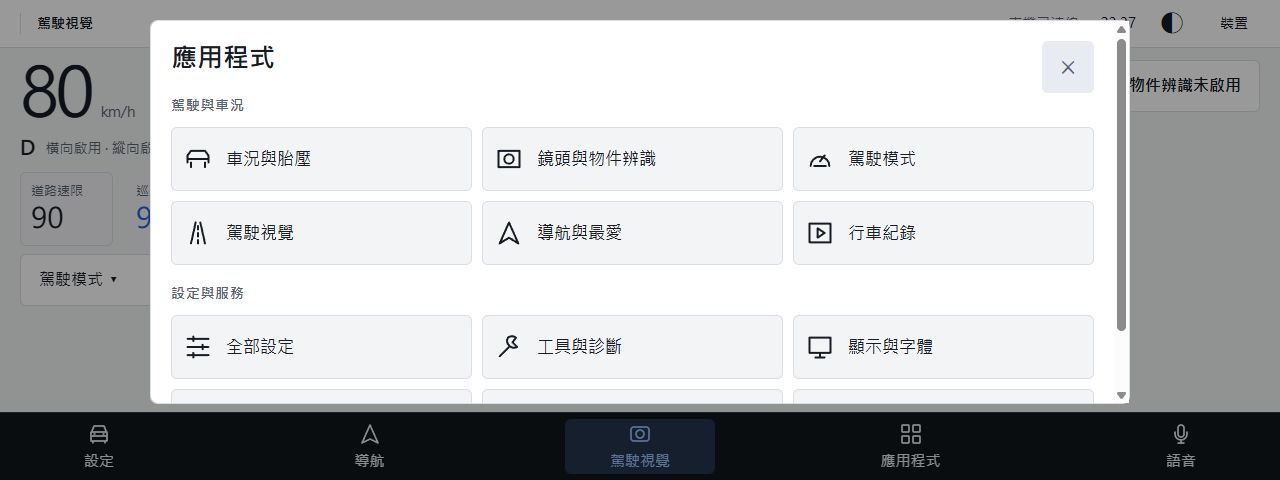 駕駛視覺
裝置
80 km/h
物件辨識未啟用
D 橫向啟用 · 縱向
道路速限
90
駕駛模式 ▾
應用程式
×
駕駛與車況
車況與胎壓
鏡頭與物件辨識
駕駛模式
駕駛視覺
導航與最愛
行車紀錄
設定與服務
全部設定
工具與診斷
顯示與字體
設定
導航
駕駛視覺
應用程式
語音